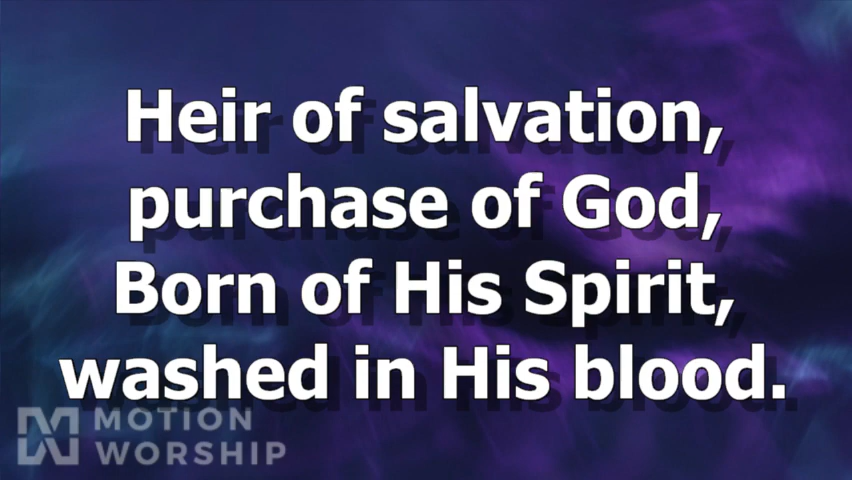 Heir of salvation,
purchase of God,
Born of His Spirit,
washed in His blood.
MOTION
WORSHIP